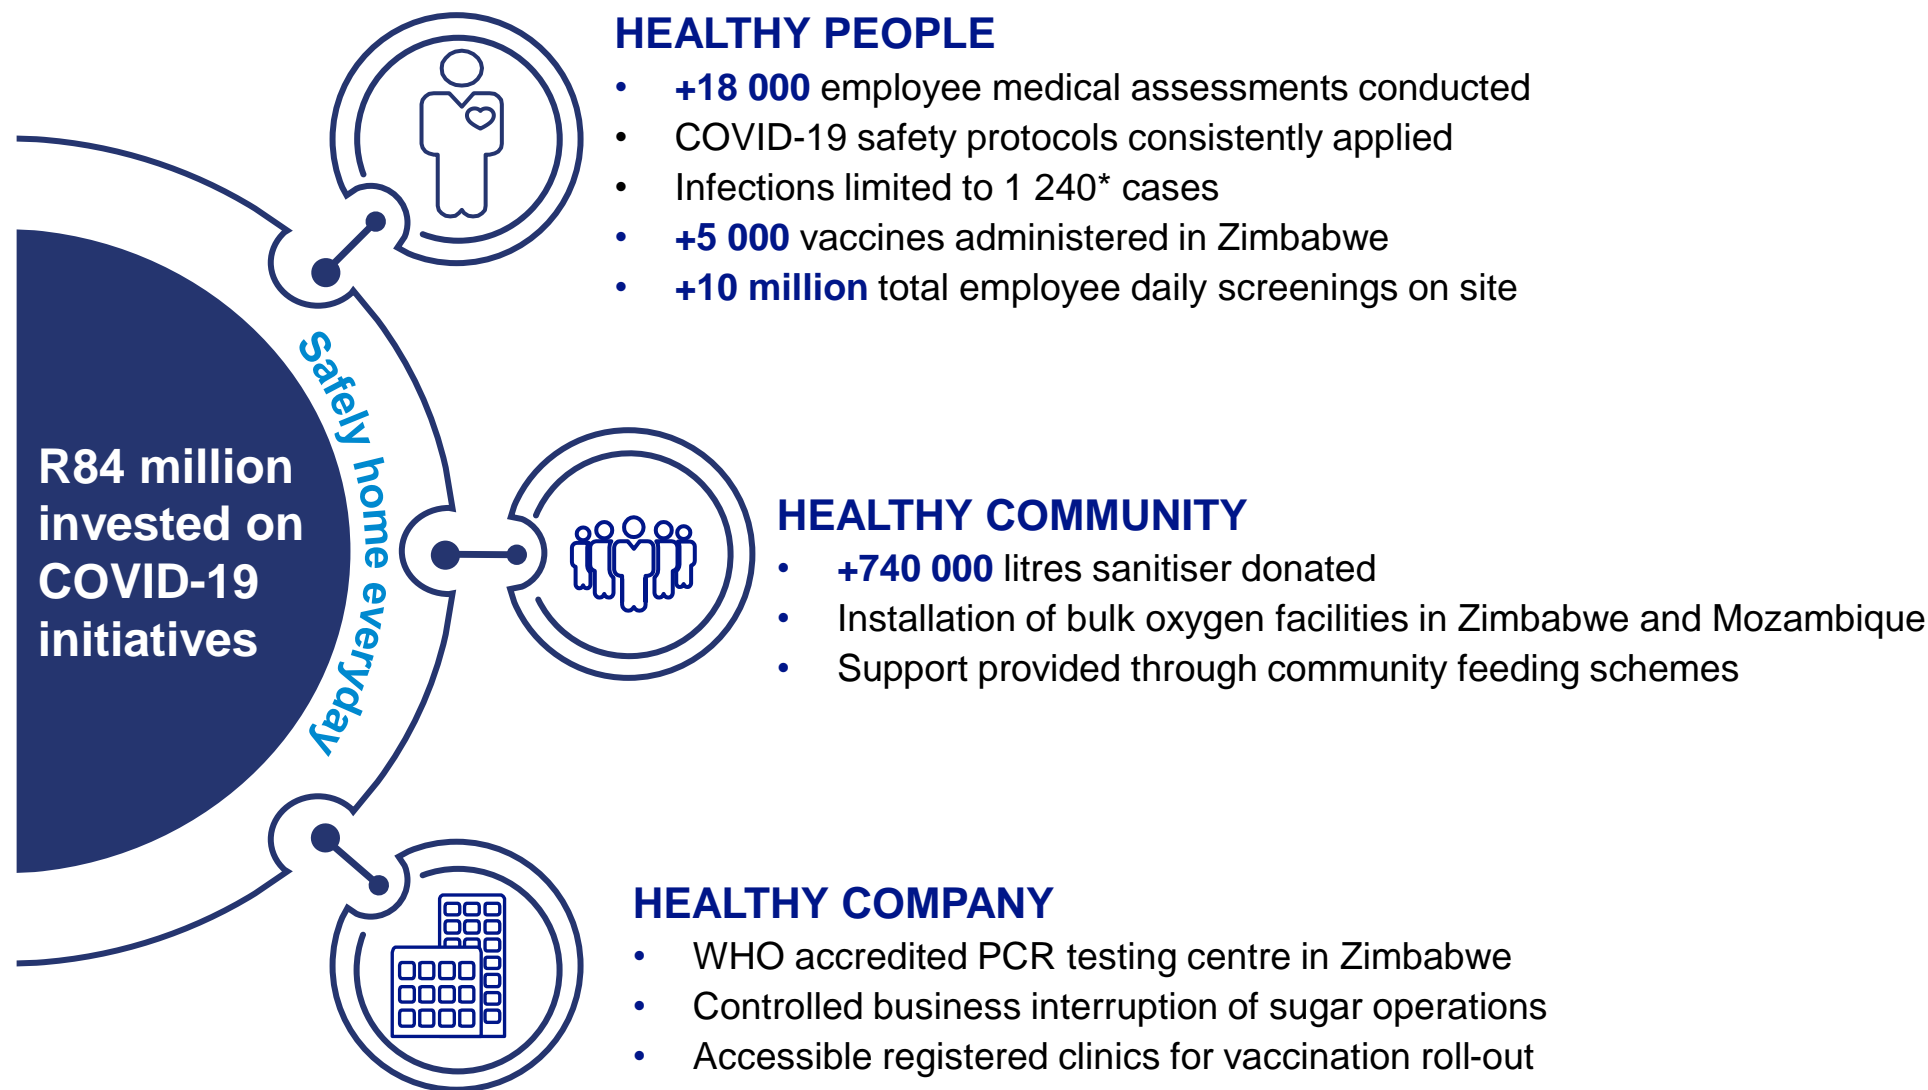 R84 million
invested on
COVID-19
initiatives
Safely home everyday
HEALTHY PEOPLE
• +18 000 employee medical assessments conducted
• COVID-19 safety protocols consistently applied
• Infections limited to 1 240* cases
• +5 000 vaccines administered in Zimbabwe
• +10 million total employee daily screenings on site
HEALTHY COMMUNITY
• +740 000 litres sanitiser donated
• Installation of bulk oxygen facilities in Zimbabwe and Mozambique
• Support provided through community feeding schemes
HEALTHY COMPANY
• WHO accredited PCR testing centre in Zimbabwe
• Controlled business interruption of sugar operations
• Accessible registered clinics for vaccination roll-out